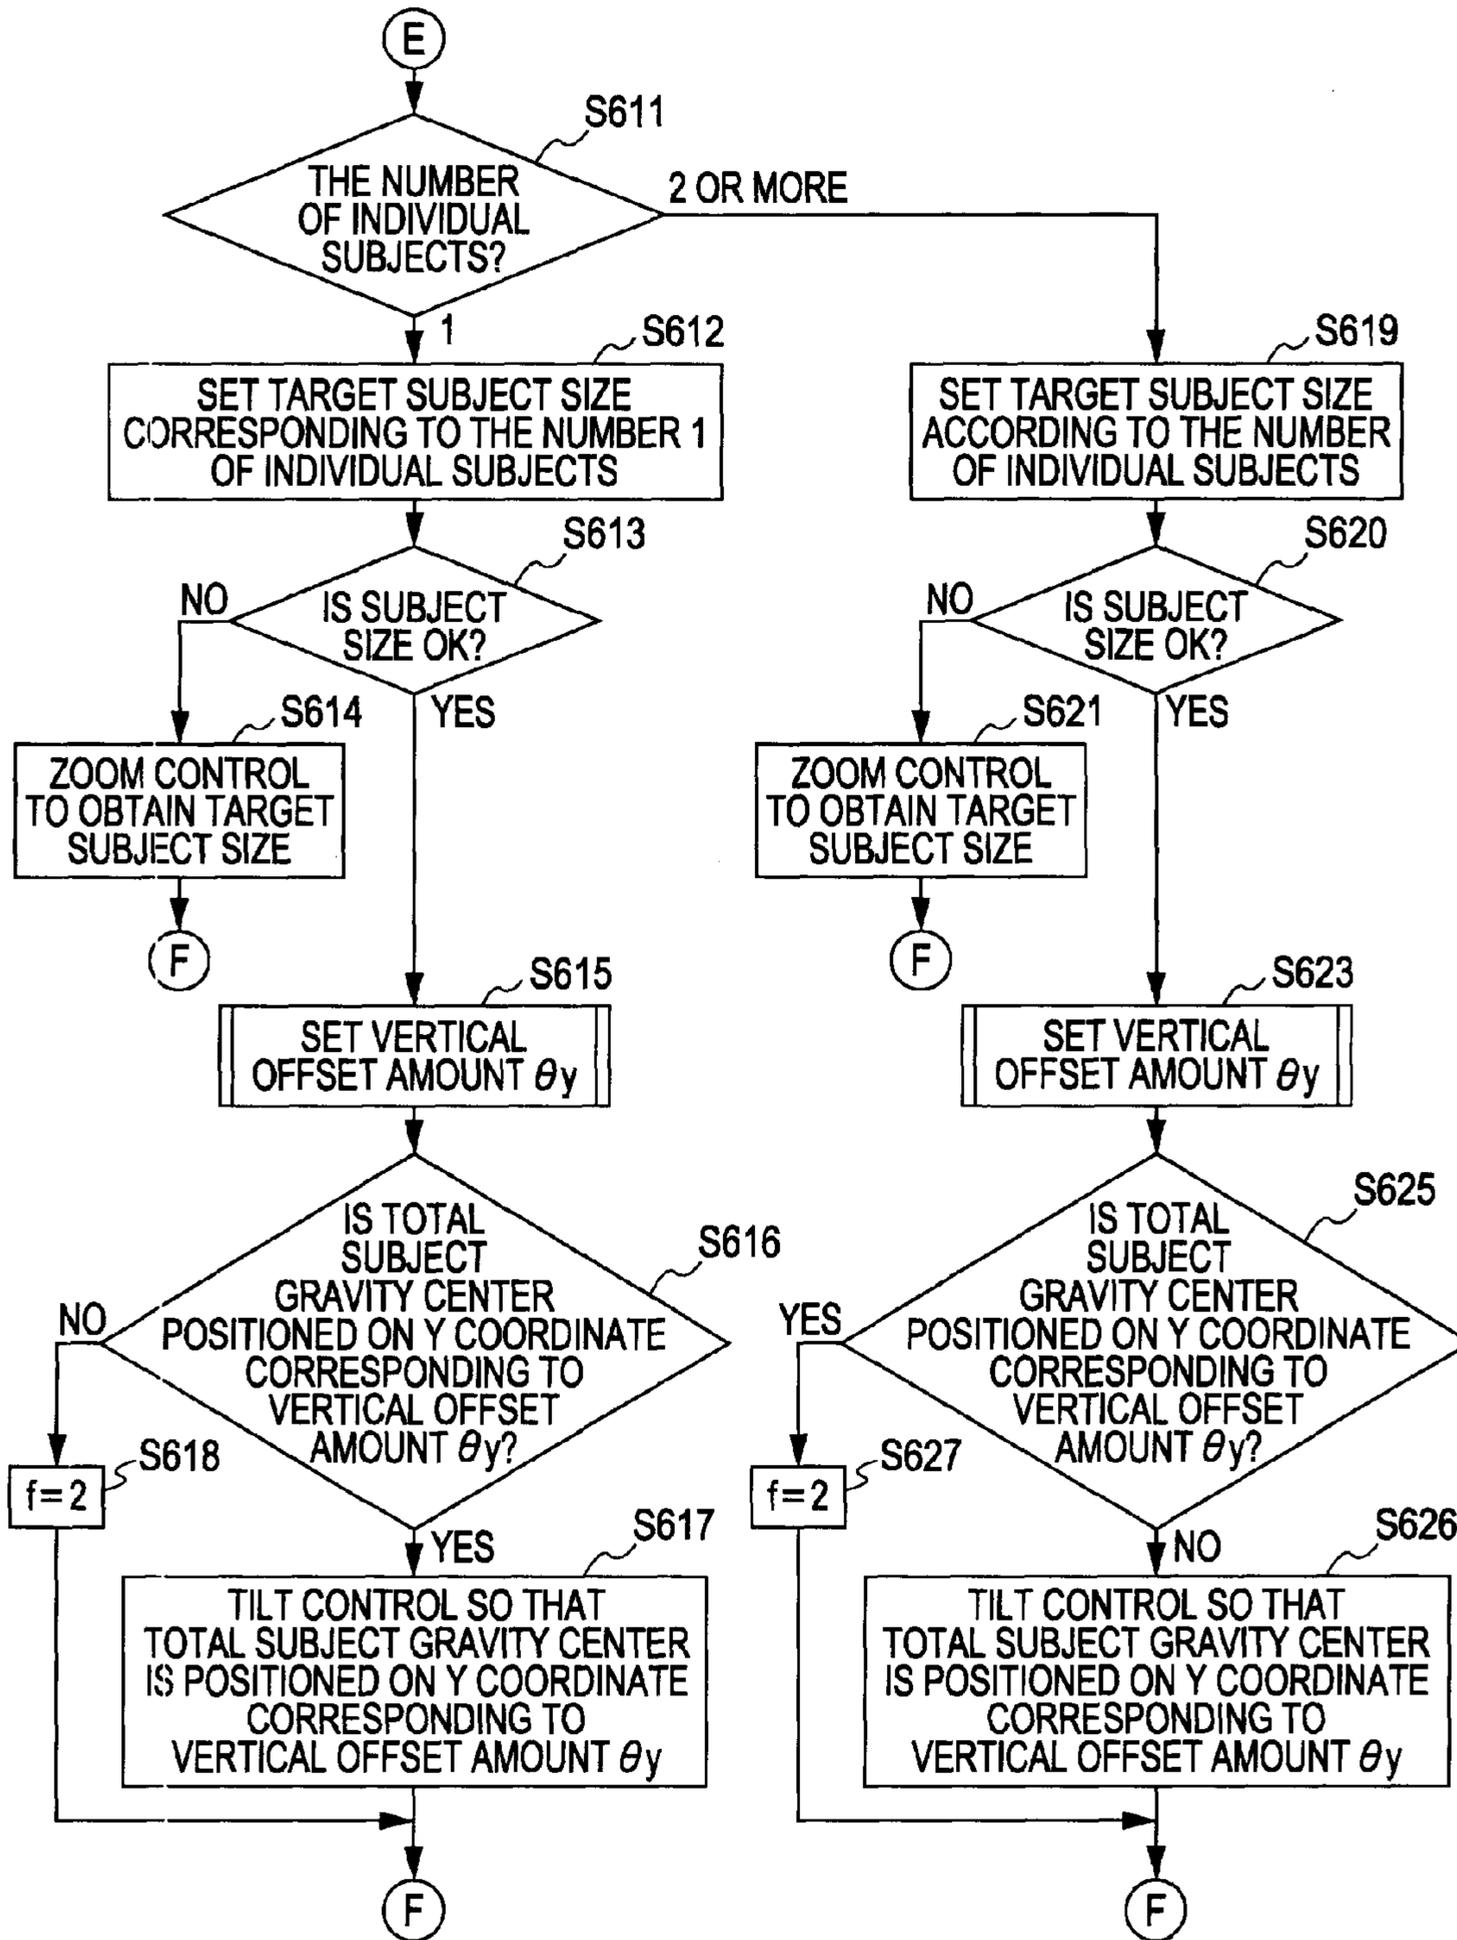 E
S611
THE NUMBER
OF INDIVIDUAL
SUBJECTS?
2 OR MORE
1
S612
SET TARGET SUBJECT SIZE
CORRESPONDING TO THE NUMBER 1
OF INDIVIDUAL SUBJECTS
S613
IS SUBJECT
SIZE OK?
NO
YES
S614
ZOOM CONTROL
TO OBTAIN TARGET
SUBJECT SIZE
F
S615
SET VERTICAL
OFFSET AMOUNT θy
S616
IS TOTAL
SUBJECT
GRAVITY CENTER
POSITIONED ON Y COORDINATE
CORRESPONDING TO
VERTICAL OFFSET
AMOUNT θy?
NO
S618
f=2
YES
S617
TILT CONTROL SO THAT
TOTAL SUBJECT GRAVITY CENTER
IS POSITIONED ON Y COORDINATE
CORRESPONDING TO
VERTICAL OFFSET AMOUNT θy
F
S619
SET TARGET SUBJECT SIZE
ACCORDING TO THE NUMBER
OF INDIVIDUAL SUBJECTS
S620
IS SUBJECT
SIZE OK?
NO
YES
S621
ZOOM CONTROL
TO OBTAIN TARGET
SUBJECT SIZE
F
S623
SET VERTICAL
OFFSET AMOUNT θy
S625
IS TOTAL
SUBJECT
GRAVITY CENTER
POSITIONED ON Y COORDINATE
CORRESPONDING TO
VERTICAL OFFSET
AMOUNT θy?
YES
S627
f=2
NO
S626
TILT CONTROL SO THAT
TOTAL SUBJECT GRAVITY CENTER
IS POSITIONED ON Y COORDINATE
CORRESPONDING TO
VERTICAL OFFSET AMOUNT θy
F